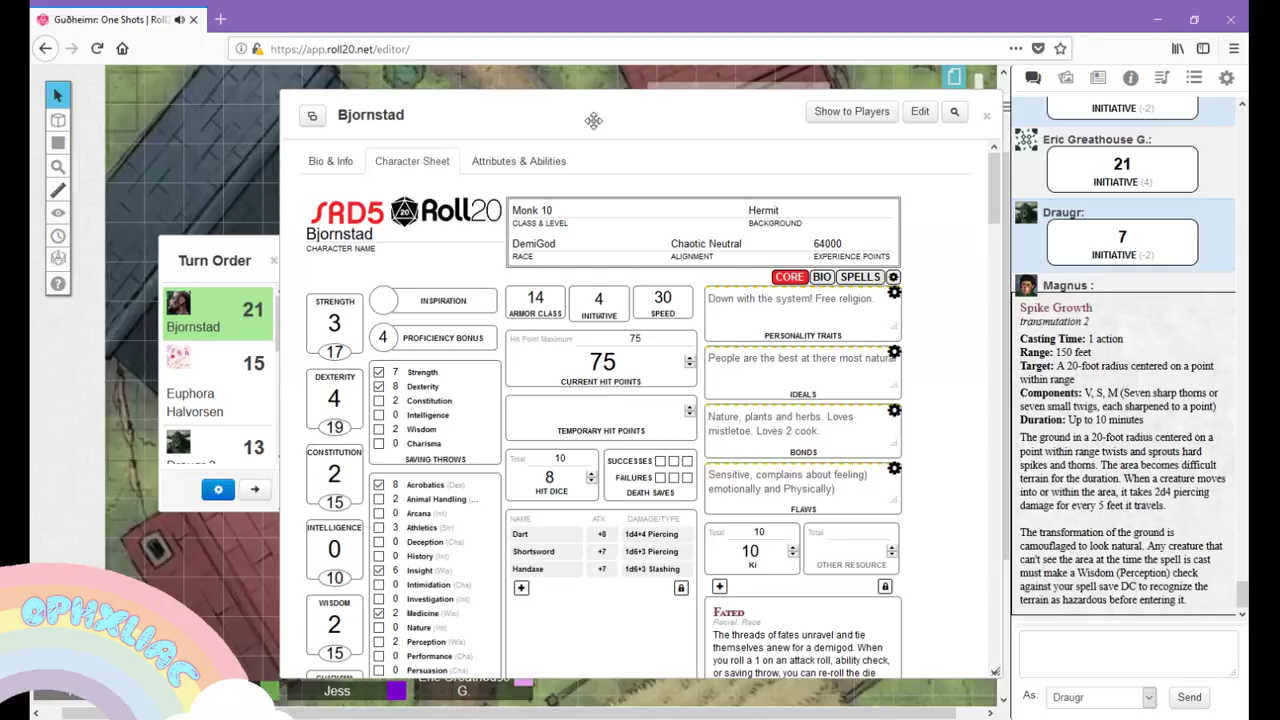 Guðheimr: One Shots | Roll2
https://app.roll20.net/editor/
Bjornstad
Show to Players
Edit
Bio & Info
Character Sheet
Attributes & Abilities
SRD5 Roll20
20
Bjornstad
CHARACTER NAME
Monk 10 Hermit
CLASS & LEVEL BACKGROUND
DemiGod Chaotic Neutral 64000
RACE ALIGNMENT EXPERIENCE POINTS
CORE BIO SPELLS
Turn Order
21
Bjornstad
15
Euphora
Halvorsen
13
STRENGTH
3
17
DEXTERITY
4
19
CONSTITUTION
2
15
INTELLIGENCE
0
10
WISDOM
2
15
INSPIRATION
4 PROFICIENCY BONUS
7 Strength
8 Dexterity
2 Constitution
0 Intelligence
2 Wisdom
0 Charisma
SAVING THROWS
8 Acrobatics (Dex)
2 Animal Handling (...
0 Arcana (Int)
3 Athletics (Str)
0 Deception (Cha)
0 History (Int)
6 Insight (Wis)
0 Intimidation (Cha)
0 Investigation (Int)
2 Medicine (Wis)
0 Nature (Int)
2 Perception (Wis)
0 Performance (Cha)
0 Persuasion (Cha)
14
ARMOR CLASS
4
INITIATIVE
30
SPEED
Hit Point Maximum 75
75
CURRENT HIT POINTS
TEMPORARY HIT POINTS
Total 10
8
HIT DICE
SUCCESSES
FAILURES
DEATH SAVES
NAME ATK DAMAGE/TYPE
Dart +8 1d4+4 Piercing
Shortsword +7 1d6+3 Piercing
Handaxe +7 1d6+3 Slashing
Down with the system! Free religion.
PERSONALITY TRAITS
People are the best at there most natural
IDEALS
Nature, plants and herbs. Loves
mistletoe. Loves 2 cook.
BONDS
Sensitive, complains about feeling)
emotionally and Physically)
FLAWS
Total 10
10
Ki
Total
OTHER RESOURCE
FATED
Racial: Race
The threads of fates unravel and tie
themselves anew for a demigod. When
you roll a 1 on an attack roll, ability check,
or saving throw, you can re-roll the die
INITIATIVE (-2)
Eric Greathouse G.:
21
INITIATIVE (4)
Draugr:
7
INITIATIVE (-2)
Magnus :
Spike Growth
transmutation 2
Casting Time: 1 action
Range: 150 feet
Target: A 20-foot radius centered on a point
within range
Components: V, S, M (Seven sharp thorns or
seven small twigs, each sharpened to a point)
Duration: Up to 10 minutes
The ground in a 20-foot radius centered on a
point within range twists and sprouts hard
spikes and thorns. The area becomes difficult
terrain for the duration. When a creature moves
into or within the area, it takes 2d4 piercing
damage for every 5 feet it travels.
The transformation of the ground is
camouflaged to look natural. Any creature that
can't see the area at the time the spell is cast
must make a Wisdom (Perception) check
against your spell save DC to recognize the
terrain as hazardous before entering it.
As: Draugr
Send
Jess
Eric Greathouse
G.
OPHXLIAC